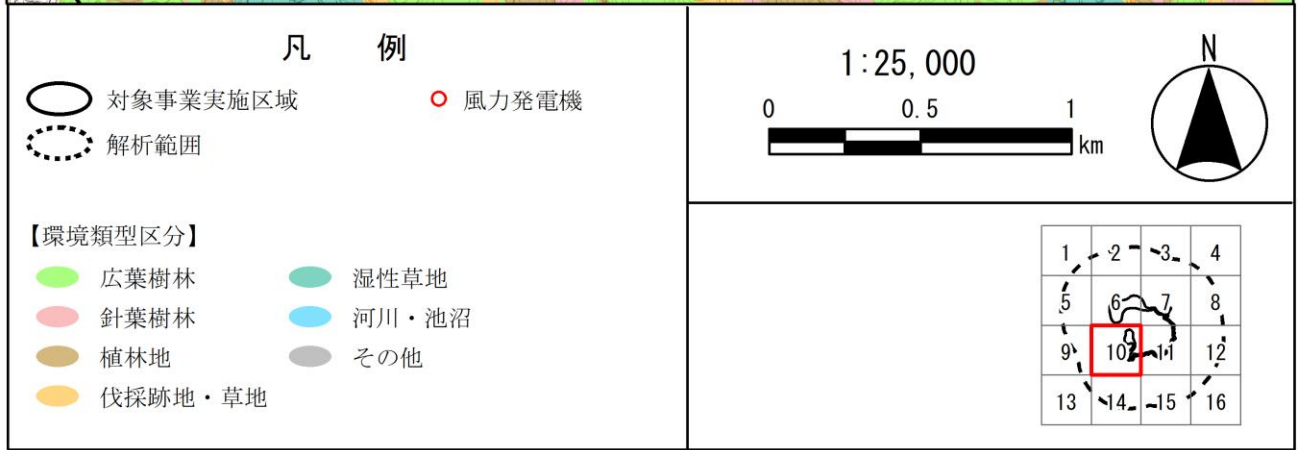 凡 例
対象事業実施区域 風力発電機
解析範囲
【環境類型区分】
広葉樹林 湿性草地
針葉樹林 河川・池沼
植林地 その他
伐採跡地・草地
1:25,000
0 0.5 1
km
N
1 2 3 4
5 6 7 8
9 10 11 12
13 14 15 16